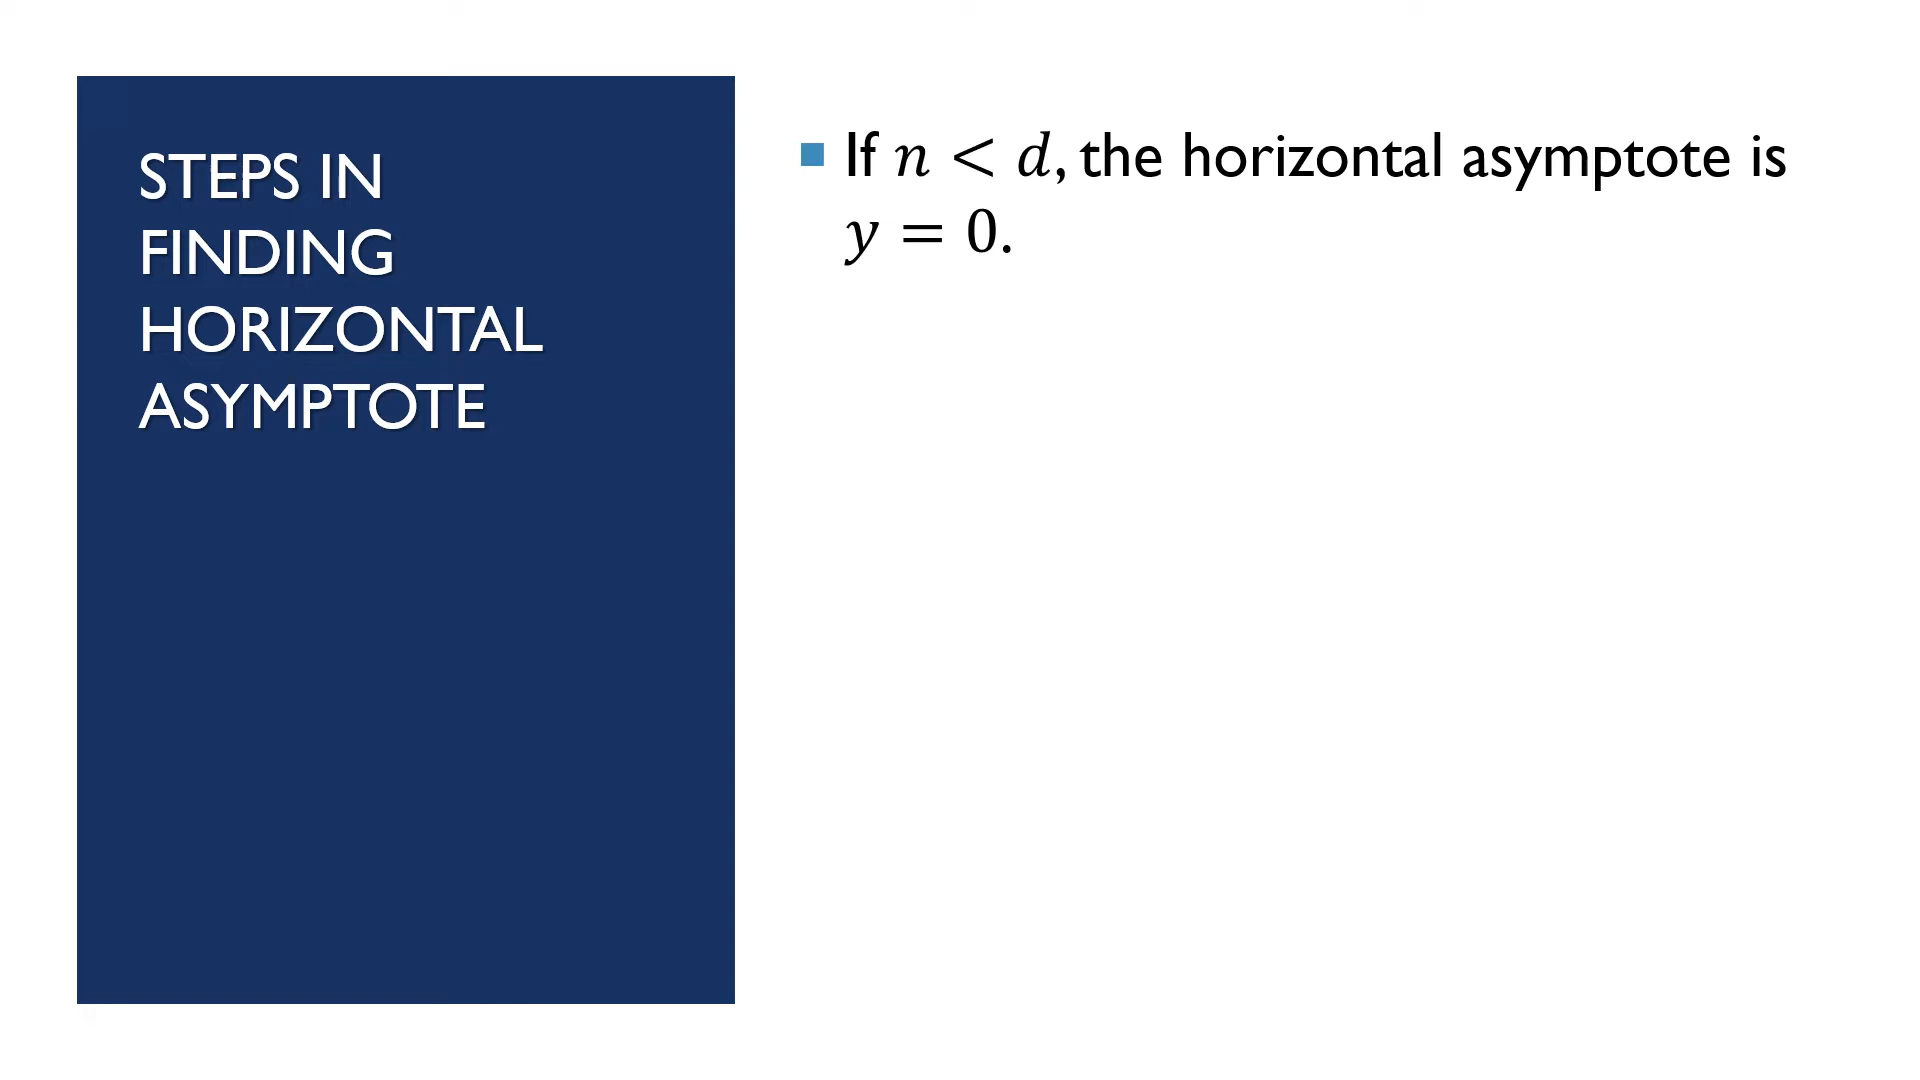 STEPS IN
FINDING
HORIZONTAL
ASYMPTOTE
If n < d, the horizontal asymptote is
y = 0.